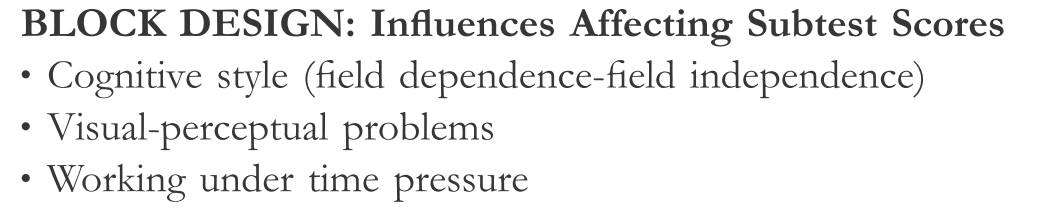 BLOCK DESIGN: Influences Affecting Subtest Scores
• Cognitive style (field dependence-field independence)
• Visual-perceptual problems
• Working under time pressure